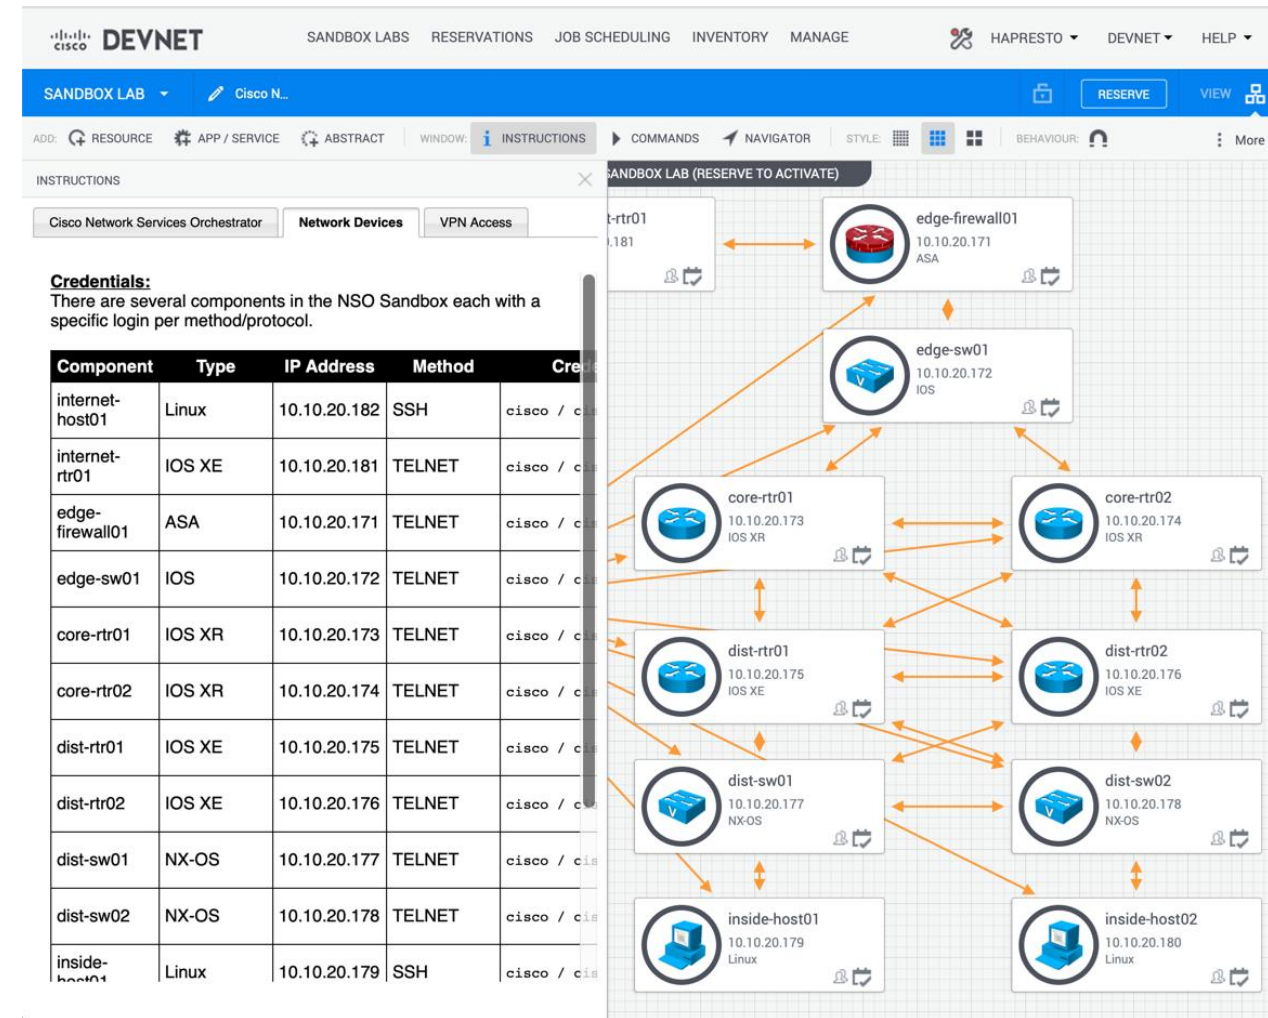 cisco DEVNET SANDBOX LABS RESERVATIONS JOB SCHEDULING INVENTORY MANAGE HAPRESTO DEVNET HELP
SANDBOX LAB Cisco N... RESERVE VIEW
ADD: RESOURCE APP / SERVICE ABSTRACT WINDOW: INSTRUCTIONS COMMANDS NAVIGATOR STYLE: BEHAVIOUR: More
INSTRUCTIONS
Cisco Network Services Orchestrator Network Devices VPN Access
Credentials:
There are several components in the NSO Sandbox each with a
specific login per method/protocol.
Component Type IP Address Method
internet-
host01 Linux 10.10.20.182 SSH cisco /
internet-
rtr01 IOS XE 10.10.20.181 TELNET cisco /
edge-
firewall01 ASA 10.10.20.171 TELNET cisco /
edge-sw01 IOS 10.10.20.172 TELNET cisco /
core-rtr01 IOS XR 10.10.20.173 TELNET cisco /
core-rtr02 IOS XR 10.10.20.174 TELNET cisco /
dist-rtr01 IOS XE 10.10.20.175 TELNET cisco /
dist-rtr02 IOS XE 10.10.20.176 TELNET cisco /
dist-sw01 NX-OS 10.10.20.177 TELNET cisco / cis
dist-sw02 NX-OS 10.10.20.178 TELNET cisco / cis
inside-
host01 Linux 10.10.20.179 SSH cisco / cis
SANDBOX LAB (RESERVE TO ACTIVATE)
t-rtr01
.181
edge-firewall01
10.10.20.171
ASA
edge-sw01
10.10.20.172
IOS
V
core-rtr01
10.10.20.173
IOS XR
core-rtr02
10.10.20.174
IOS XR
dist-rtr01
10.10.20.175
IOS XE
dist-rtr02
10.10.20.176
IOS XE
dist-sw01
10.10.20.177
NX-OS
V
dist-sw02
10.10.20.178
NX-OS
V
inside-host01
10.10.20.179
Linux
inside-host02
10.10.20.180
Linux